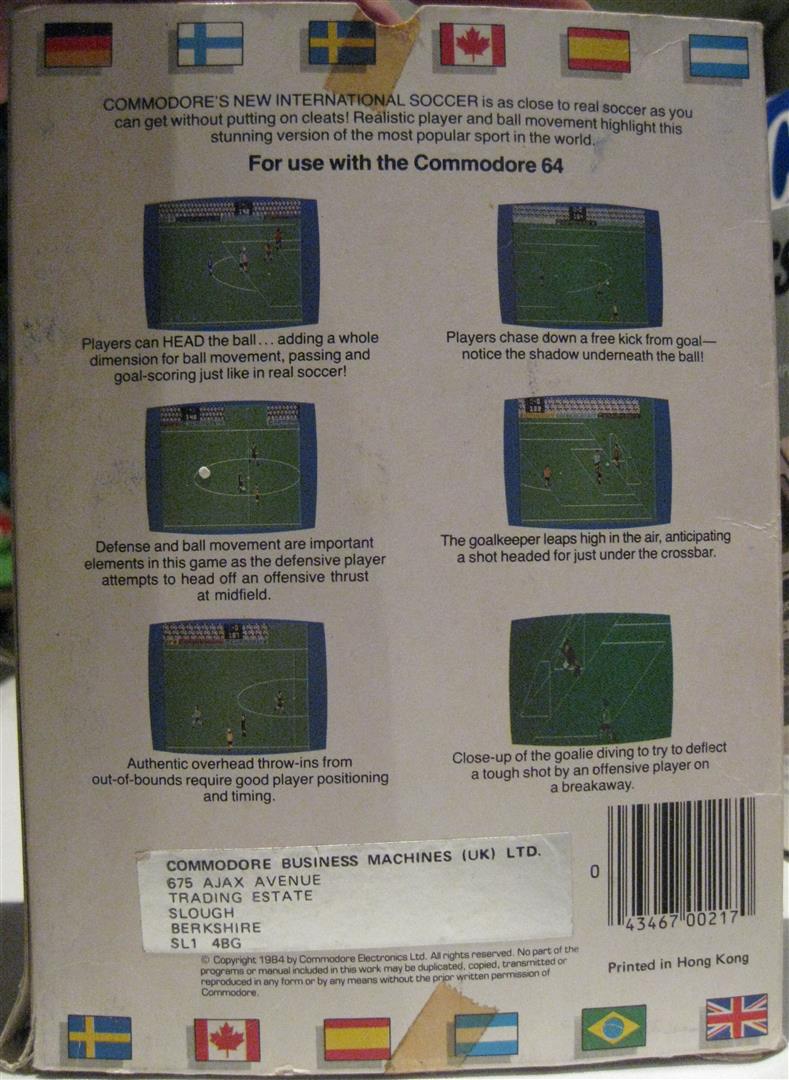 COMMODORE'S NEW INTERNATIONAL SOCCER is as close to real soccer as you
can get without putting on cleats! Realistic player and ball movement highlight this
stunning version of the most popular sport in the world.
For use with the Commodore 64
Players can HEAD the ball... adding a whole
dimension for ball movement, passing and
goal-scoring just like in real soccer!
Players chase down a free kick from goal—
notice the shadow underneath the ball!
Defense and ball movement are important
elements in this game as the defensive player
attempts to head off an offensive thrust
at midfield.
The goalkeeper leaps high in the air, anticipating
a shot headed for just under the crossbar.
Authentic overhead throw-ins from
out-of-bounds require good player positioning
and timing.
Close-up of the goalie diving to try to deflect
a tough shot by an offensive player on
a breakaway.
COMMODORE BUSINESS MACHINES (UK) LTD.
675 AJAX AVENUE
TRADING ESTATE
SLOUGH
BERKSHIRE
SL1 4BG
© Copyright 1984 by Commodore Electronics Ltd. All rights reserved. No part of the
programs or manual included in this work may be duplicated, copied, transmitted or
reproduced in any form or by any means without the prior written permission of
Commodore.
0 43467 00217
Printed in Hong Kong